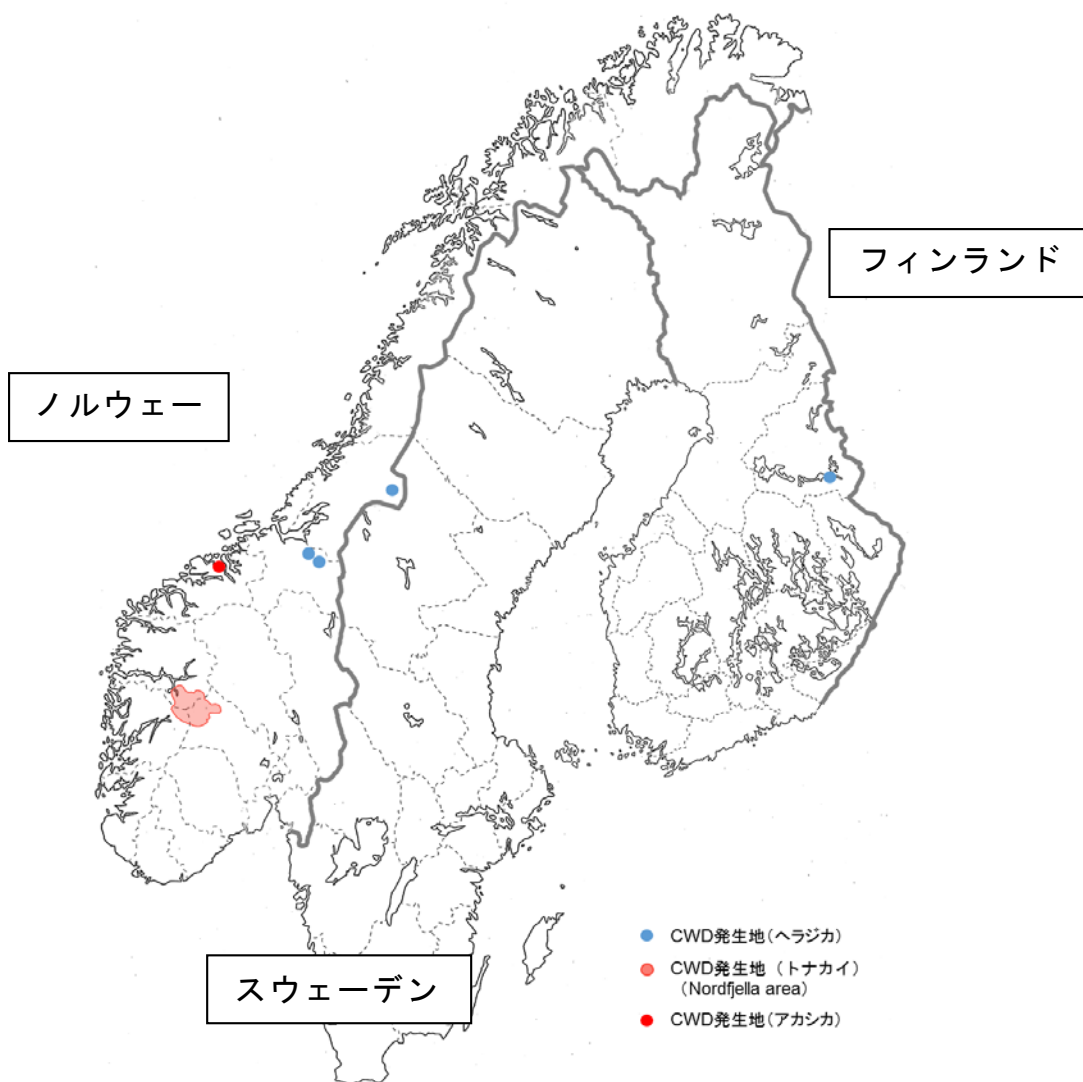 フィンランド
ノルウェー
スウェーデン
CWD発生地(ヘラジカ)
CWD発生地 (トナカイ)
(Nordfjella area)
CWD発生地(アカシカ)